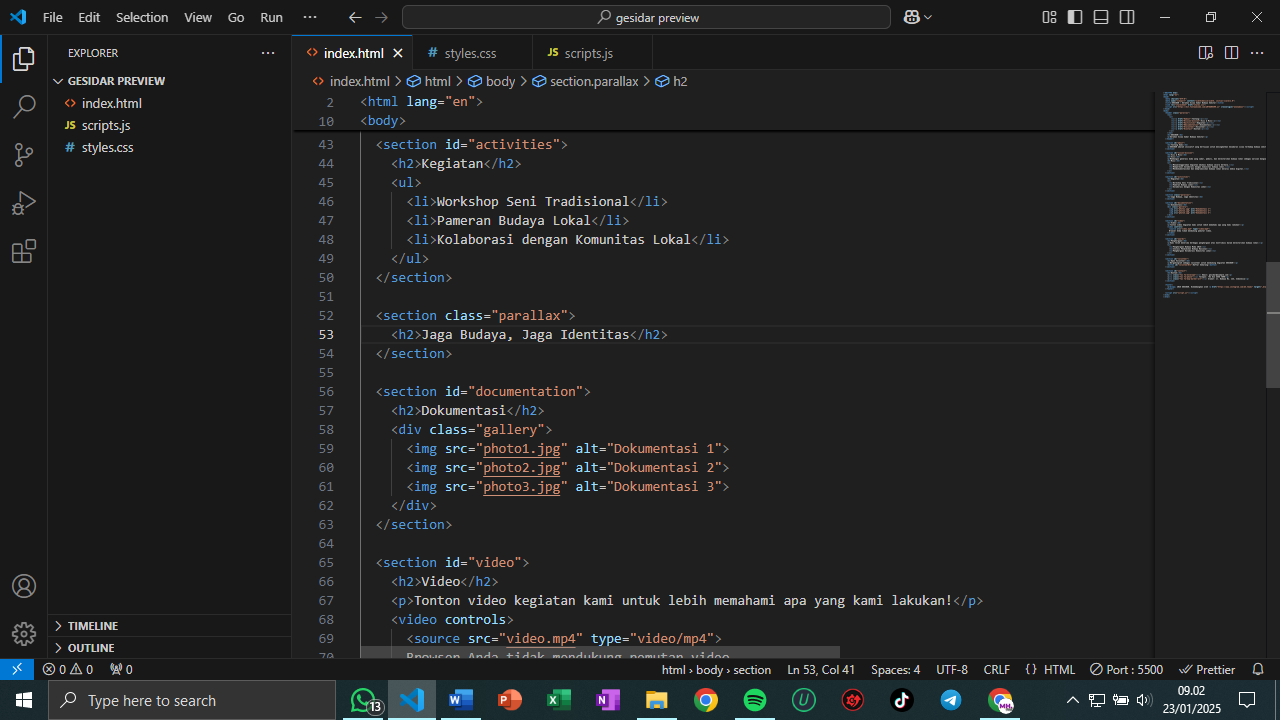 File Edit Selection View Go Run ... gesidar preview
EXPLORER ...
GESIDAR PREVIEW
index.html
scripts.js
styles.css
TIMELINE
OUTLINE
index.html styles.css JS scripts.js
index.html > html > body > section.parallax > h2
2 <html lang="en">
10 <body>
43 <section id="activities">
44 <h2>Kegiatan</h2>
45 <ul>
46 <li>Workshop Seni Tradisional</li>
47 <li>Pameran Budaya Lokal</li>
48 <li>Kolaborasi dengan Komunitas Lokal</li>
49 </ul>
50 </section>
51
52 <section class="parallax">
53 <h2>Jaga Budaya, Jaga Identitas</h2>
54 </section>
55
56 <section id="documentation">
57 <h2>Dokumentasi</h2>
58 <div class="gallery">
59 <img src="photo1.jpg" alt="Dokumentasi 1">
60 <img src="photo2.jpg" alt="Dokumentasi 2">
61 <img src="photo3.jpg" alt="Dokumentasi 3">
62 </div>
63 </section>
64
65 <section id="video">
66 <h2>Video</h2>
67 <p>Tonton video kegiatan kami untuk lebih memahami apa yang kami lakukan!</p>
68 <video controls>
69 <source src="video.mp4" type="video/mp4">
70 Browser Anda tidak mendukung pemutan video.
0 0 0 html › body › section Ln 53, Col 41 Spaces: 4 UTF-8 CRLF {} HTML Port : 5500 Prettier
Type here to search 13 09.02
23/01/2025